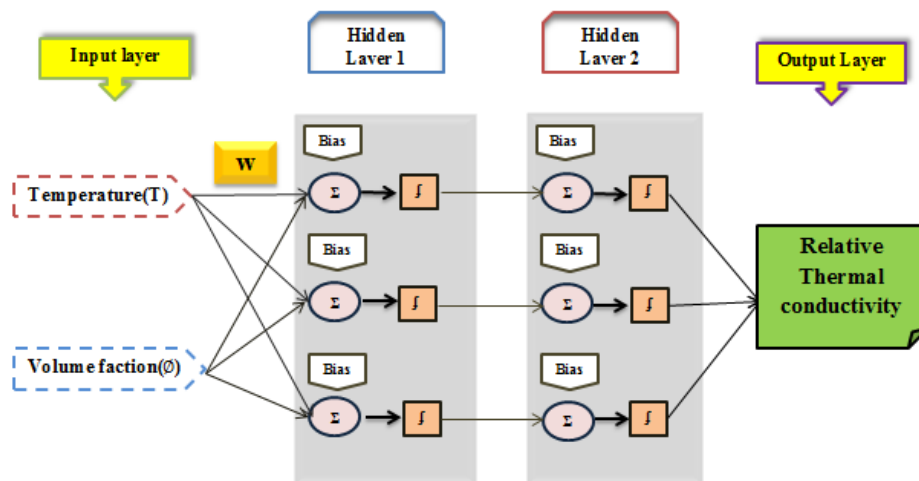 Input layer
Hidden
Layer 1
Hidden
Layer 2
Output Layer
W
Bias
Bias
Temperature(T)
Σ
ʄ
Σ
ʄ
Bias
Bias
Σ
ʄ
Σ
ʄ
Relative
Thermal
conductivity
Volume faction(∅)
Bias
Bias
Σ
ʄ
Σ
ʄ